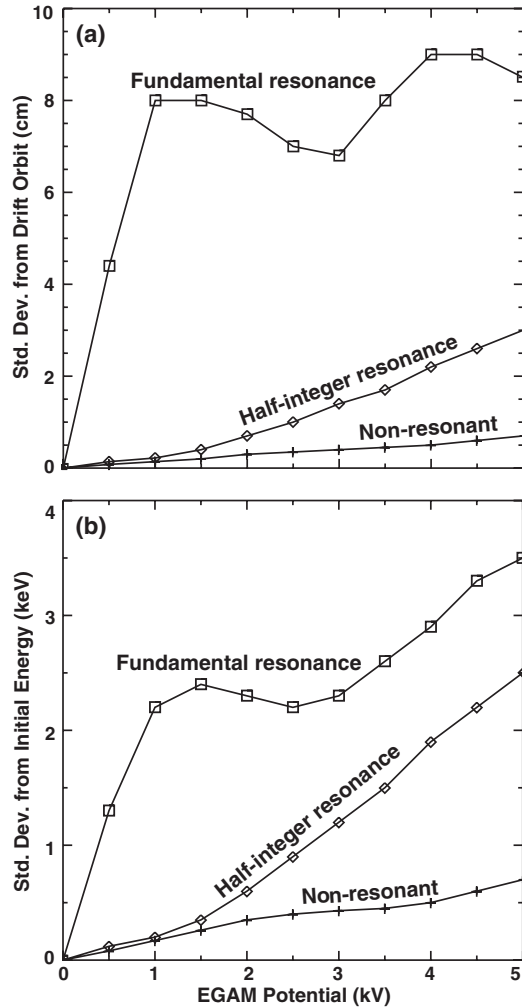 10
(a)
Fundamental resonance
8
6
4
2
0
Std. Dev. from Drift Orbit (cm)
Half-integer resonance
Non-resonant
4
(b)
3
2
1
0
Std. Dev. from Initial Energy (keV)
Fundamental resonance
Half-integer resonance
Non-resonant
0 1 2 3 4 5
EGAM Potential (kV)